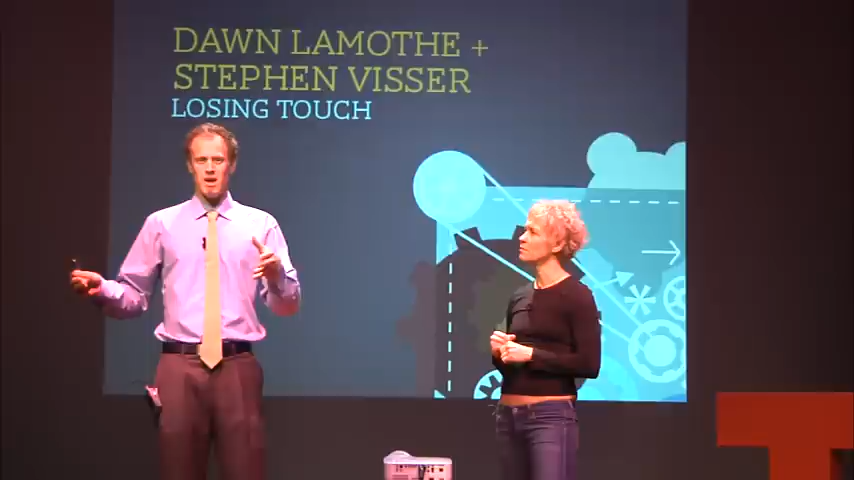 DAWN LAMOTHE +
STEPHEN VISSER
LOSING TOUCH
T